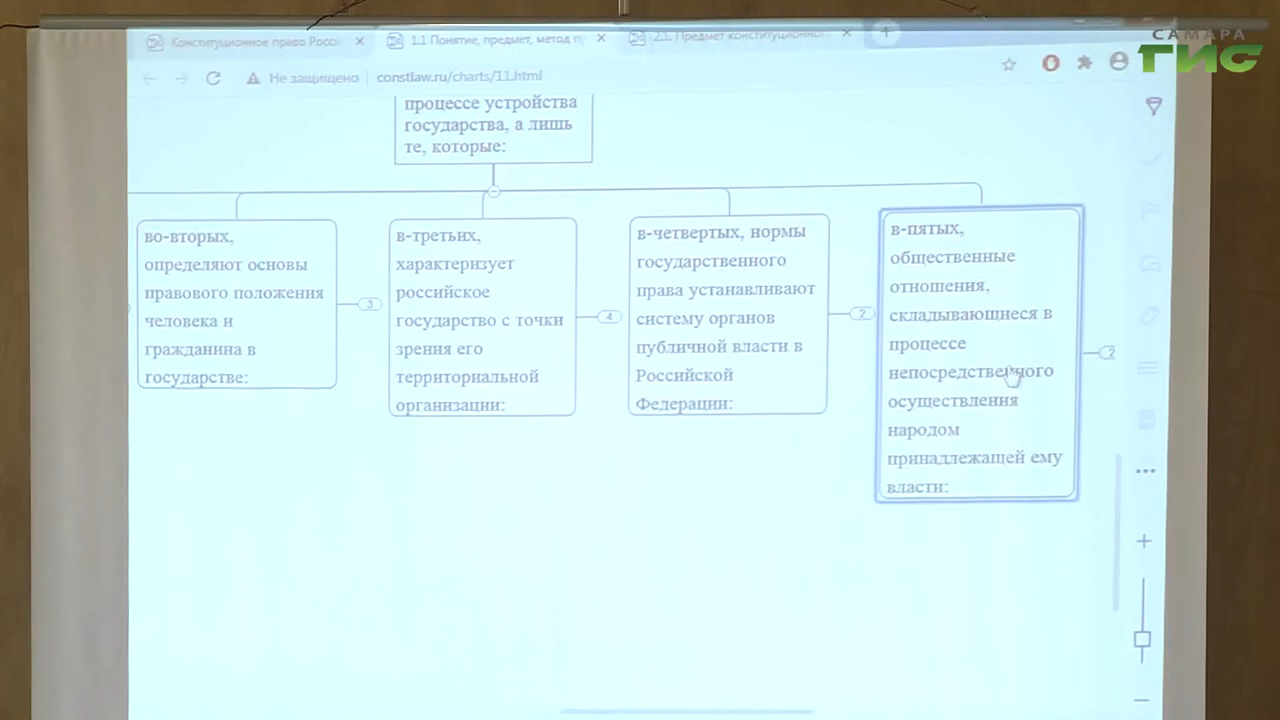 САМАРА
ГИС
Конституционное право Росси
1.1 Понятие, предмет, метод п
2.1. Предмет конституционног
Не защищено
constlaw.ru/charts/11.html
процессе устройства
государства, а лишь
те, которые:
во-вторых,
определяют основы
правового положения
человека и
гражданина в
государстве:
3
в-третьих,
характеризует
российское
государство с точки
зрения его
территориальной
организации:
4
в-четвертых, нормы
государственного
права устанавливают
систему органов
публичной власти в
Российской
Федерации:
2
в-пятых,
общественные
отношения,
складывающиеся в
процессе
непосредственного
осуществления
народом
принадлежащей ему
власти:
2